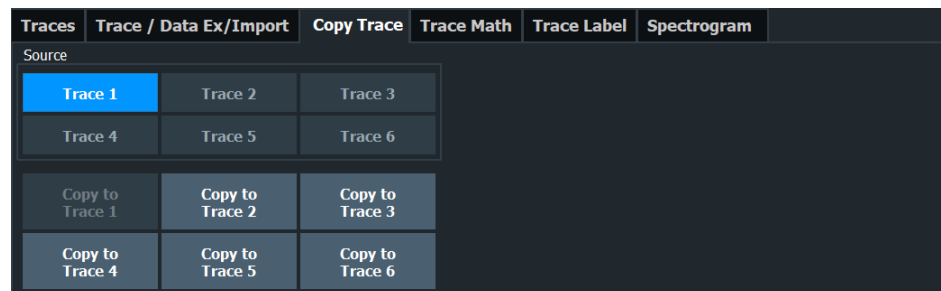 Traces Trace / Data Ex/Import Copy Trace Trace Math Trace Label Spectrogram
Source
Trace 1 Trace 2 Trace 3
Trace 4 Trace 5 Trace 6
Copy to Copy to Copy to
Trace 1 Trace 2 Trace 3
Copy to Copy to Copy to
Trace 4 Trace 5 Trace 6